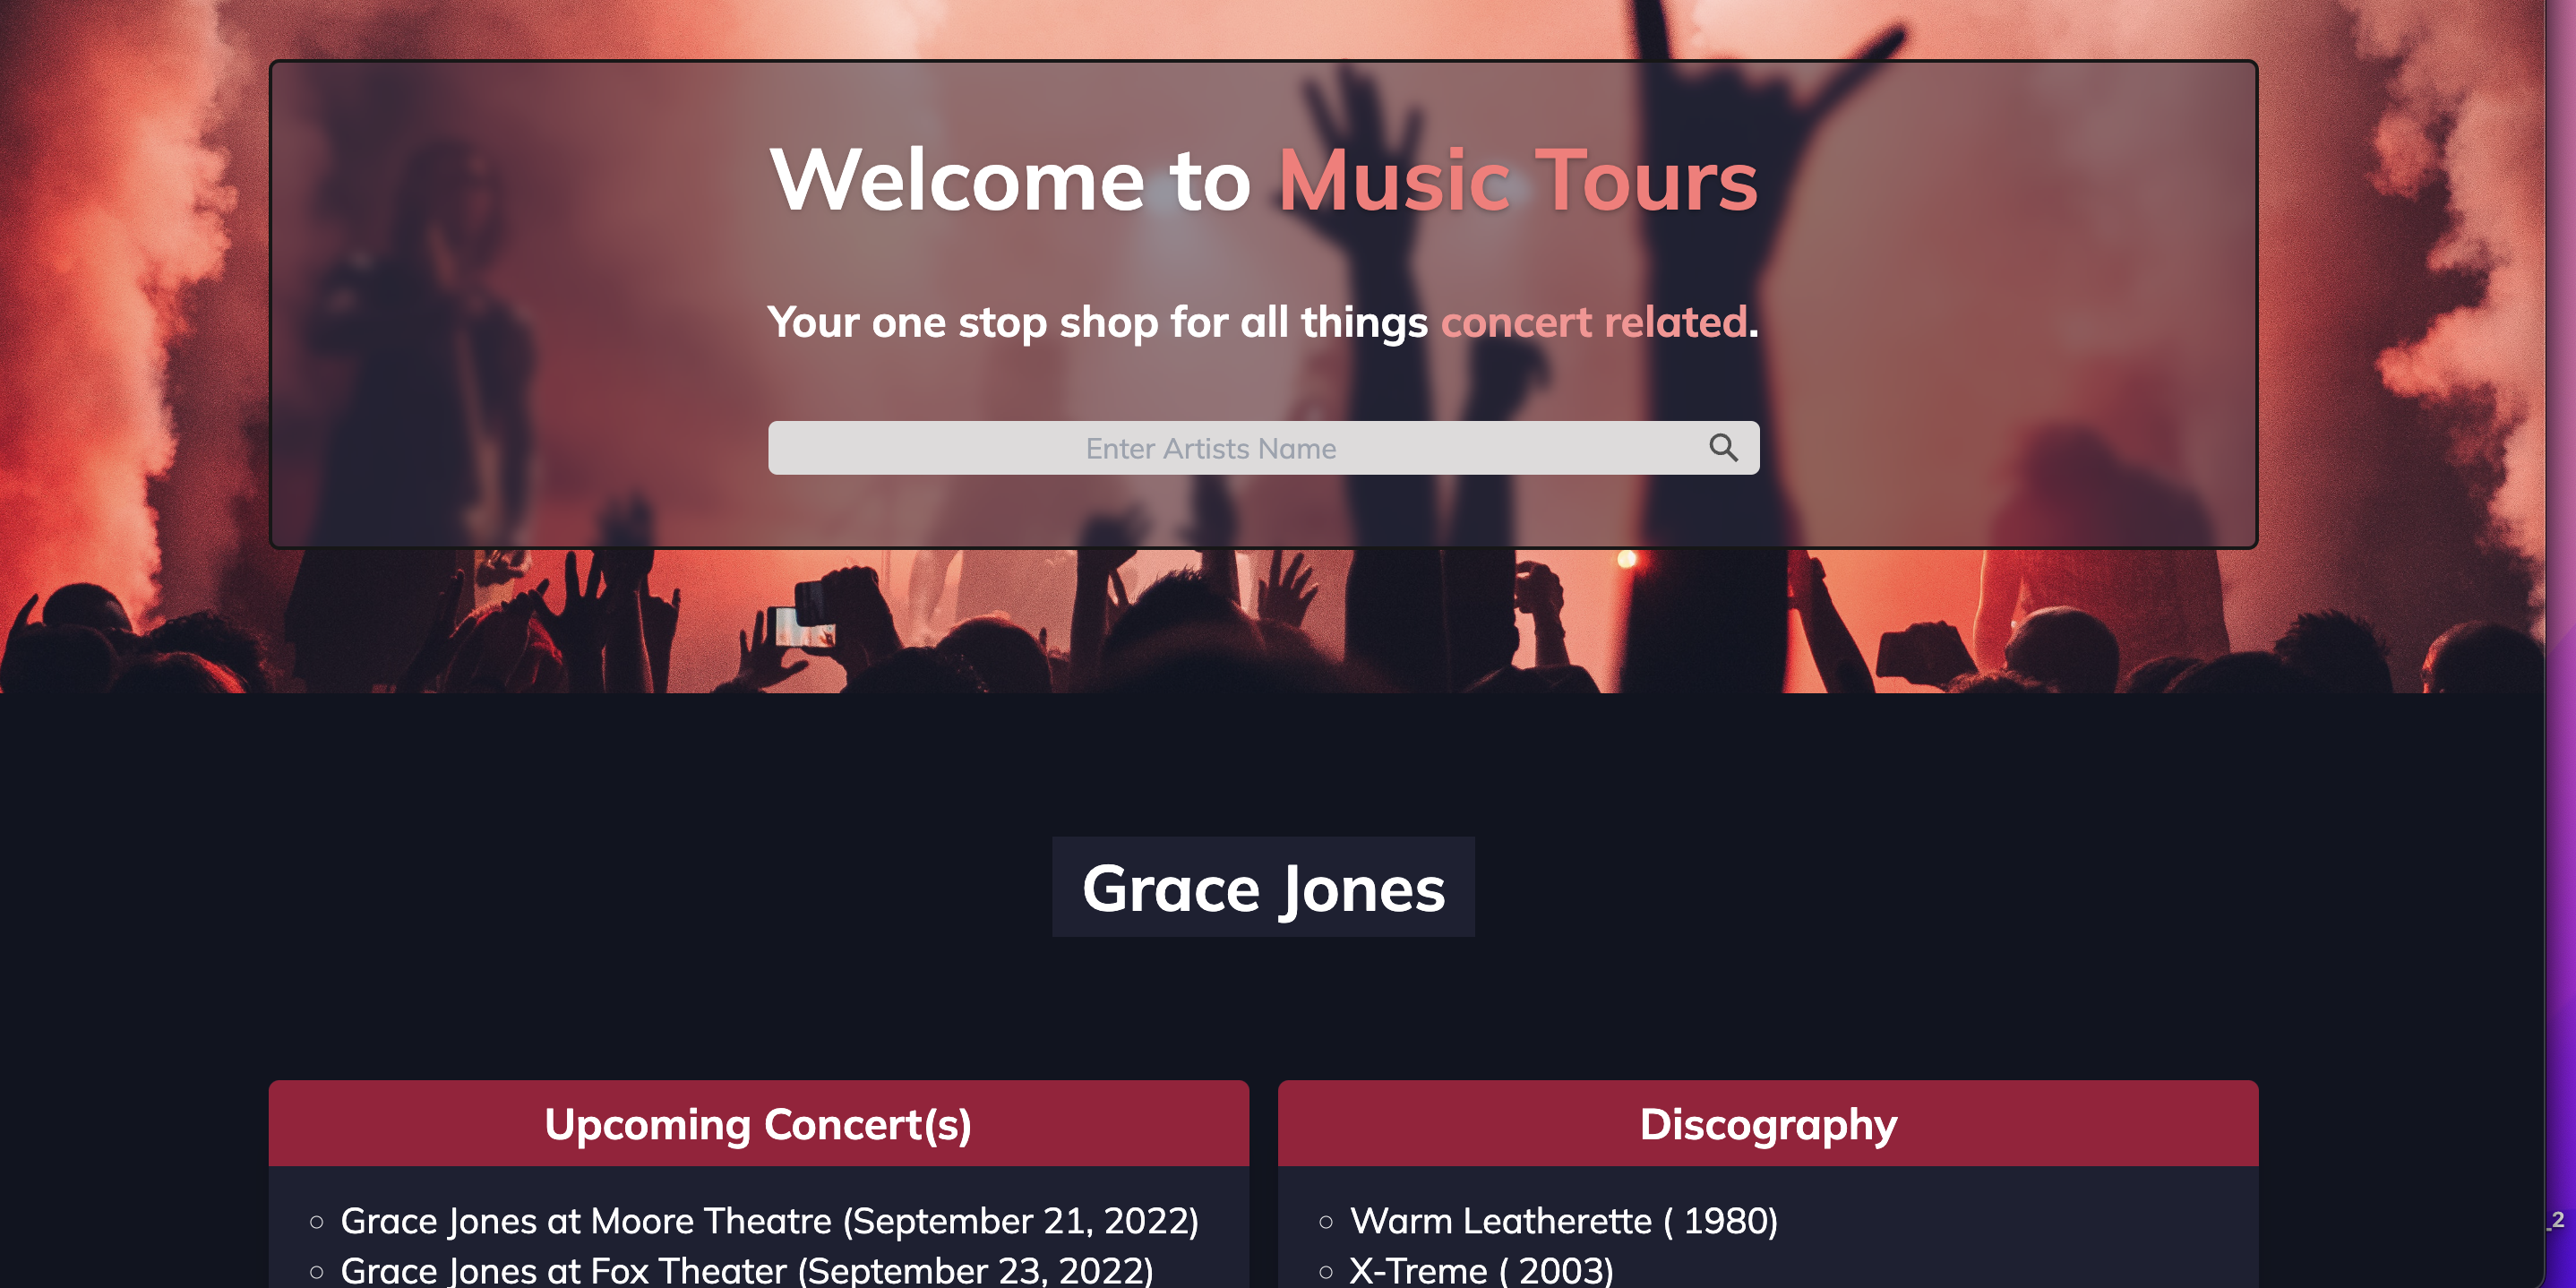 Welcome to Music Tours
Your one stop shop for all things concert related.
Enter Artists Name
Grace Jones
Upcoming Concert(s)
Grace Jones at Moore Theatre (September 21, 2022)
Grace Jones at Fox Theater (September 23, 2022)
Discography
Warm Leatherette ( 1980)
X-Treme ( 2003)
_2